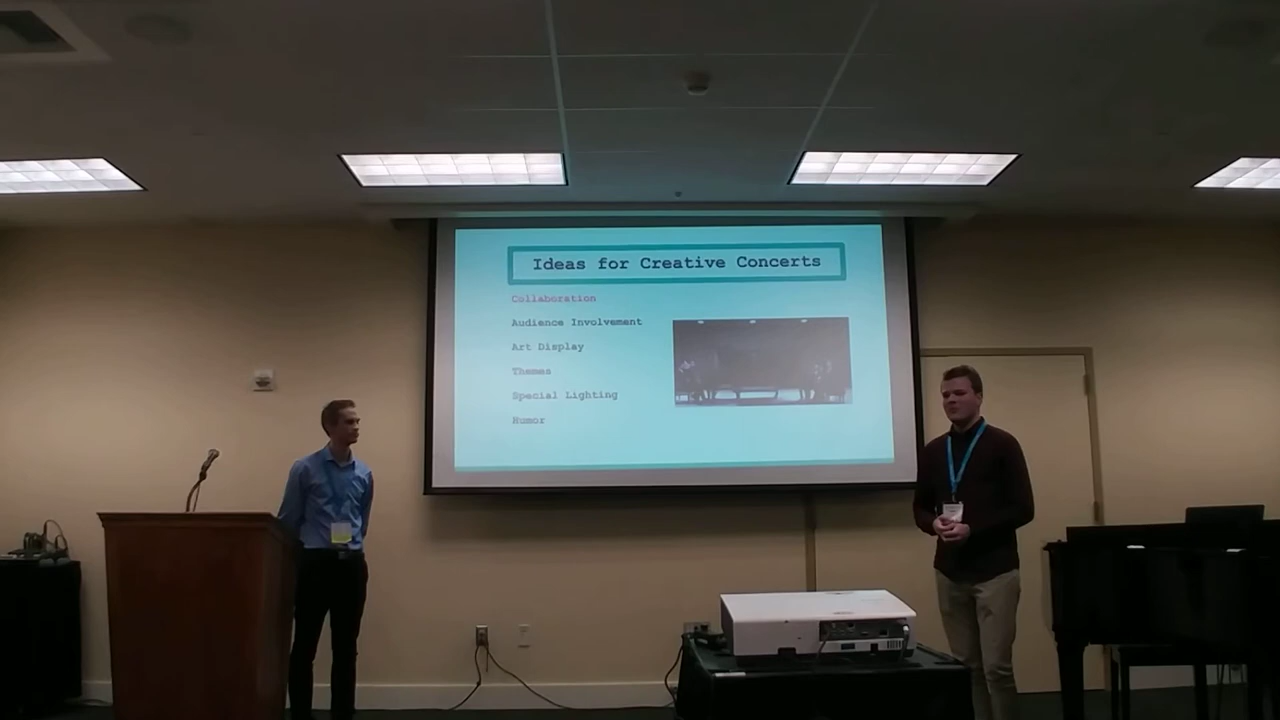 Ideas for Creative Concerts
Collaboration
Audience Involvement
Art Display
Themes
Special Lighting
Humor